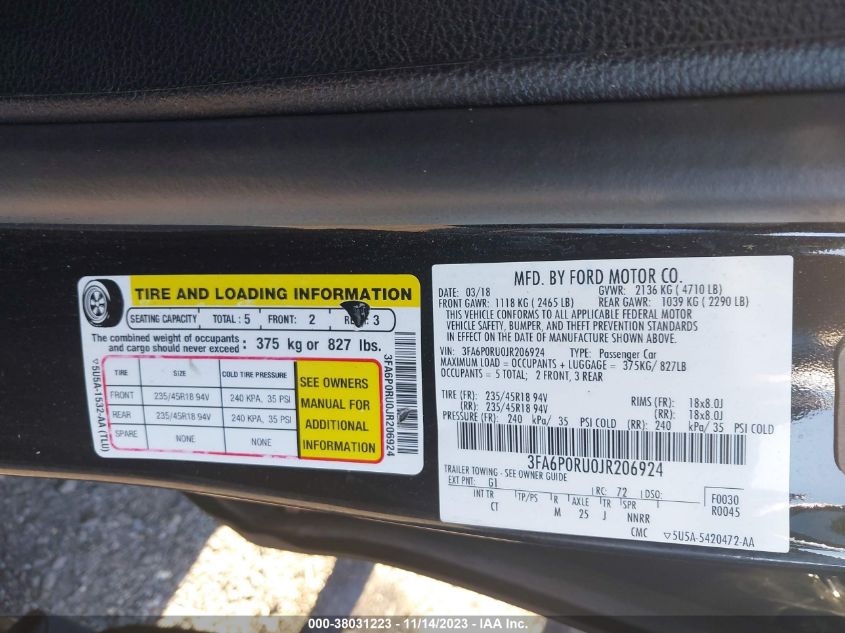 TIRE AND LOADING INFORMATION
SEATING CAPACITY TOTAL: 5 FRONT: 2 3
The combined weight of occupants and cargo should never exceed : 375 kg or 827 lbs.
TIRE SIZE COLD TIRE PRESSURE
FRONT 235/45R18 94V 240 KPA, 35 PSI
REAR 235/45R18 94V 240 KPA, 35 PSI
SPARE NONE NONE
SEE OWNERS
MANUAL FOR
ADDITIONAL
INFORMATION
5U5A-1532-AA (TLU)
3FA6P0RU0JR206924
MFD. BY FORD MOTOR CO.
DATE: 03/18 GVWR: 2136 KG ( 4710 LB)
FRONT GAWR: 1118 KG ( 2465 LB) REAR GAWR: 1039 KG ( 2290 LB)
THIS VEHICLE CONFORMS TO ALL APPLICABLE FEDERAL MOTOR
VEHICLE SAFETY, BUMPER, AND THEFT PREVENTION STANDARDS
IN EFFECT ON THE DATE OF MANUFACTURE SHOWN ABOVE.
VIN: 3FA6P0RU0JR206924 TYPE: Passenger Car
MAXIMUM LOAD = OCCUPANTS + LUGGAGE = 375KG/ 827LB
OCCUPANTS = 5 TOTAL; 2 FRONT, 3 REAR
TIRE (FR): 235/45R18 94V RIMS (FR): 18x8.0J
(RR): 235/45R18 94V (RR): 18x8.0J
PRESSURE (FR): 240 kPa/ 35 PSI COLD (RR): 240 kPa/ 35 PSI COLD
3FA6P0RU0JR206924
TRAILER TOWING - SEE OWNER GUIDE
EXT PNT: G1 RC: 72 DSO: F0030
INT TR TP/PS R AXLE TR SPR R0045
CT M 25 J NNRR
CMC 5U5A-5420472-AA
000-38031223 - 11/14/2023 - IAA Inc.